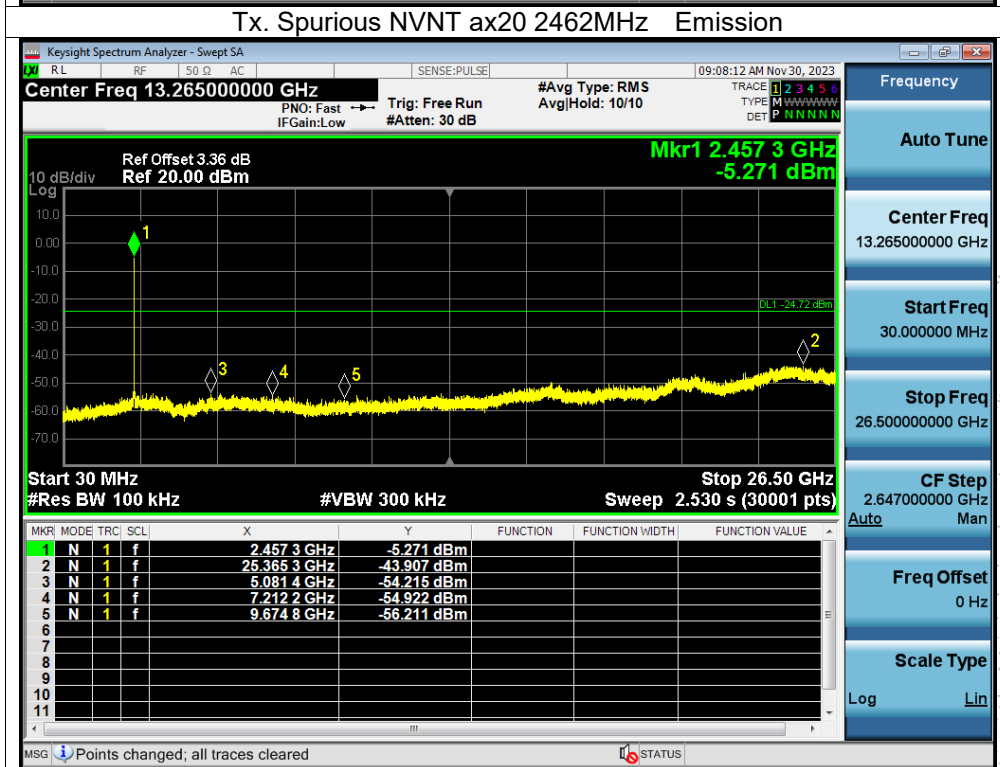 Tx. Spurious NVNT ax20 2462MHz Emission
Keysight Spectrum Analyzer - Swept SA
LXI RL RF 50 Ω AC SENSE:PULSE 09:08:12 AM Nov 30, 2023
Center Freq 13.265000000 GHz
PNO: Fast
IFGain:Low
Trig: Free Run
#Atten: 30 dB
#Avg Type: RMS
Avg|Hold: 10/10
TRACE 1 2 3 4 5 6
TYPE M WWWWW
DET P N N N N N
Ref Offset 3.36 dB
10 dB/div Ref 20.00 dBm
Log
Mkr1 2.457 3 GHz
-5.271 dBm
10.0
0.00
-10.0
-20.0
-30.0
-40.0
-50.0
-60.0
-70.0
1
DL1 -24.72 dBm
2
3
4
5
Start 30 MHz Stop 26.50 GHz
#Res BW 100 kHz #VBW 300 kHz Sweep 2.530 s (30001 pts)
MKR MODE TRC SCL X Y FUNCTION FUNCTION WIDTH FUNCTION VALUE
1 N 1 f 2.457 3 GHz -5.271 dBm
2 N 1 f 25.365 3 GHz -43.907 dBm
3 N 1 f 5.081 4 GHz -54.215 dBm
4 N 1 f 7.212 2 GHz -54.922 dBm
5 N 1 f 9.674 8 GHz -56.211 dBm
6
7
8
9
10
11
MSG Points changed; all traces cleared STATUS
Frequency
Auto Tune
Center Freq
13.265000000 GHz
Start Freq
30.000000 MHz
Stop Freq
26.500000000 GHz
CF Step
2.647000000 GHz
Auto Man
Freq Offset
0 Hz
Scale Type
Log Lin